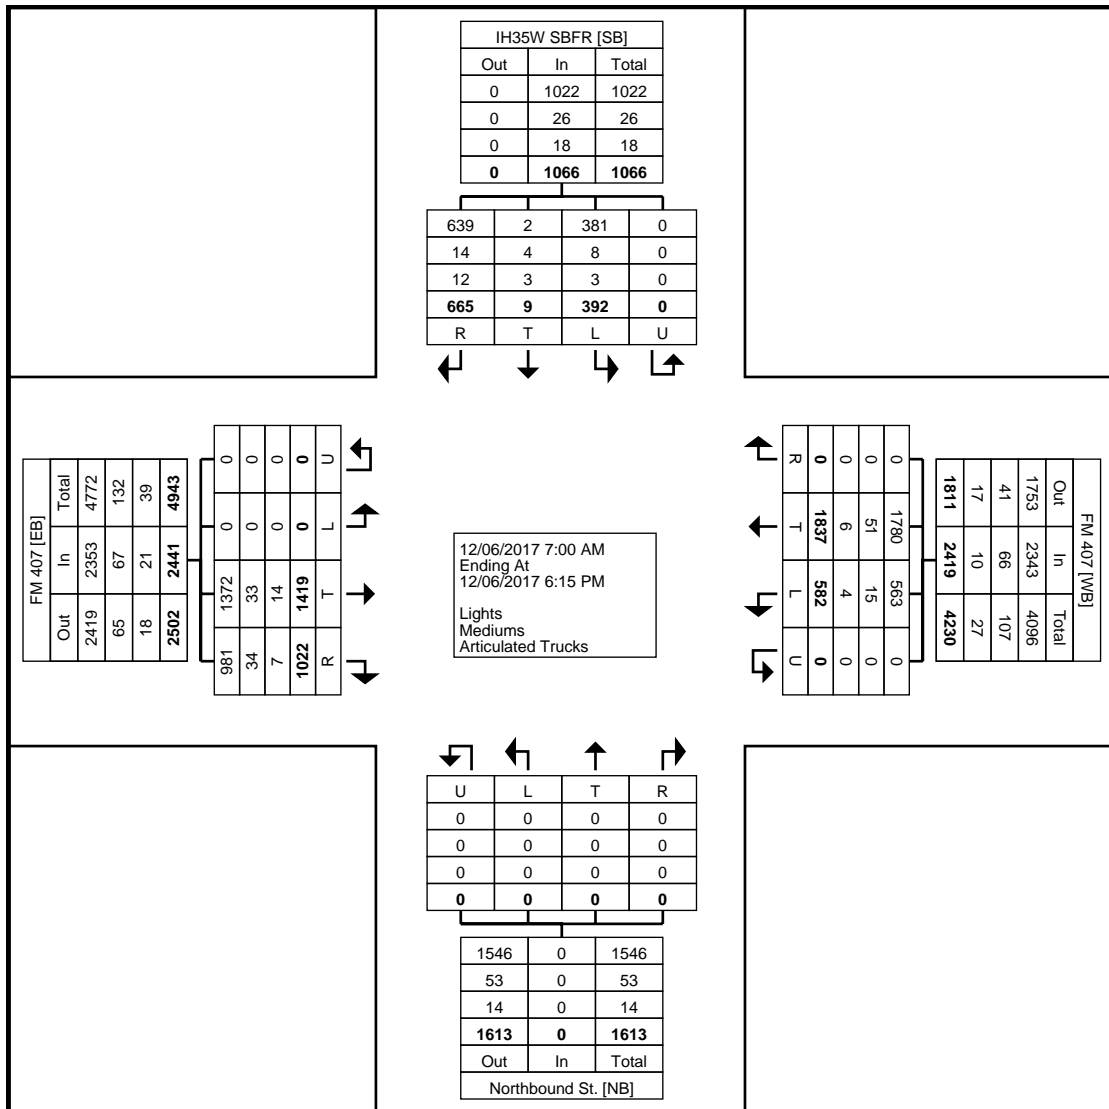 IH35W SBFR [SB]
Out In Total
0 1022 1022
0 26 26
0 18 18
0 1066 1066
639 2 381 0
14 4 8 0
12 3 3 0
665 9 392 0
R T L U
FM 407 [EB]
Total 4772 132 39 4943
In 2353 67 21 2441
Out 2419 65 18 2502
0 0 0 0 U
0 0 0 0 L
1372 33 14 1419 T
981 34 7 1022 R
12/06/2017 7:00 AM
Ending At
12/06/2017 6:15 PM
Lights
Mediums
Articulated Trucks
R 0 0 0 0
T 1837 6 51 1780
L 582 4 15 563
U 0 0 0 0
FM 407 [WB]
Out In Total
1753 2343 4096
41 66 107
17 10 27
1811 2419 4230
U L T R
0 0 0 0
0 0 0 0
0 0 0 0
0 0 0 0
1546 0 1546
53 0 53
14 0 14
1613 0 1613
Out In Total
Northbound St. [NB]